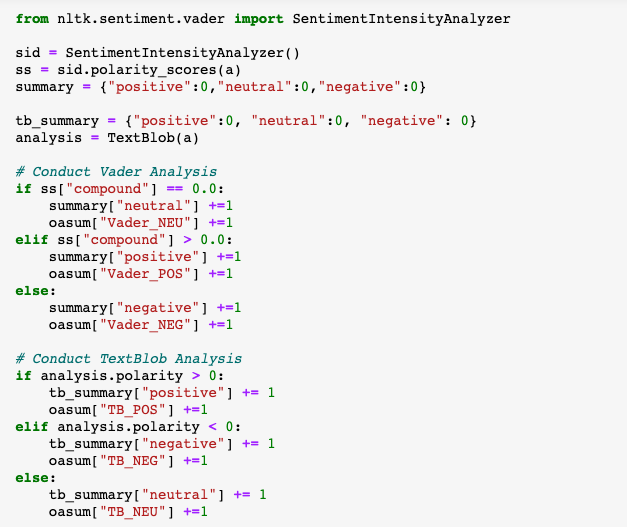 from nltk.sentiment.vader import SentimentIntensityAnalyzer

sid = SentimentIntensityAnalyzer()
ss = sid.polarity_scores(a)
summary = {"positive":0,"neutral":0,"negative":0}

tb_summary = {"positive":0, "neutral":0, "negative": 0}
analysis = TextBlob(a)

# Conduct Vader Analysis
if ss["compound"] == 0.0:
    summary["neutral"] +=1
    oasum["Vader_NEU"] +=1
elif ss["compound"] > 0.0:
    summary["positive"] +=1
    oasum["Vader_POS"] +=1
else:
    summary["negative"] +=1
    oasum["Vader_NEG"] +=1

# Conduct TextBlob Analysis
if analysis.polarity > 0:
    tb_summary["positive"] += 1
    oasum["TB_POS"] +=1
elif analysis.polarity < 0:
    tb_summary["negative"] += 1
    oasum["TB_NEG"] +=1
else:
    tb_summary["neutral"] += 1
    oasum["TB_NEU"] +=1